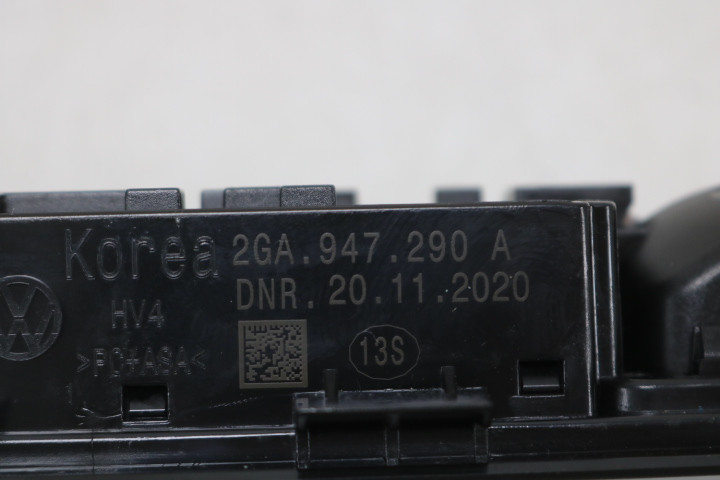 Korea 2GA.947.290 A
DNR. 20.11.2020
HV4
13S
>PC+ASA<